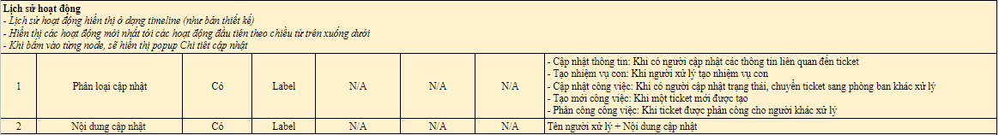 Lịch sử hoạt động
- Lịch sử hoạt động hiển thị ở dạng timeline (như bản thiết kế)
- Hiển thị các hoạt động mới nhất tới các hoạt động đầu tiên theo chiều từ trên xuống dưới
- Khi bấm vào từng node, sẽ hiển thị popup Chi tiết cập nhật
1 Phân loại cập nhật Có Label N/A N/A N/A
- Cập nhật thông tin: Khi có người cập nhật các thông tin liên quan đến ticket
- Tạo nhiệm vụ con: Khi người xử lý tạo nhiệm vụ con
- Cập nhật công việc: Khi có người cập nhật trạng thái, chuyển ticket sang phòng ban khác xử lý
- Tạo mới công việc: Khi một ticket mới được tạo
- Phân công công việc: Khi ticket được phân công cho người khác xử lý
2 Nội dung cập nhật Có Label N/A N/A N/A Tên người xử lý + Nội dung cập nhật